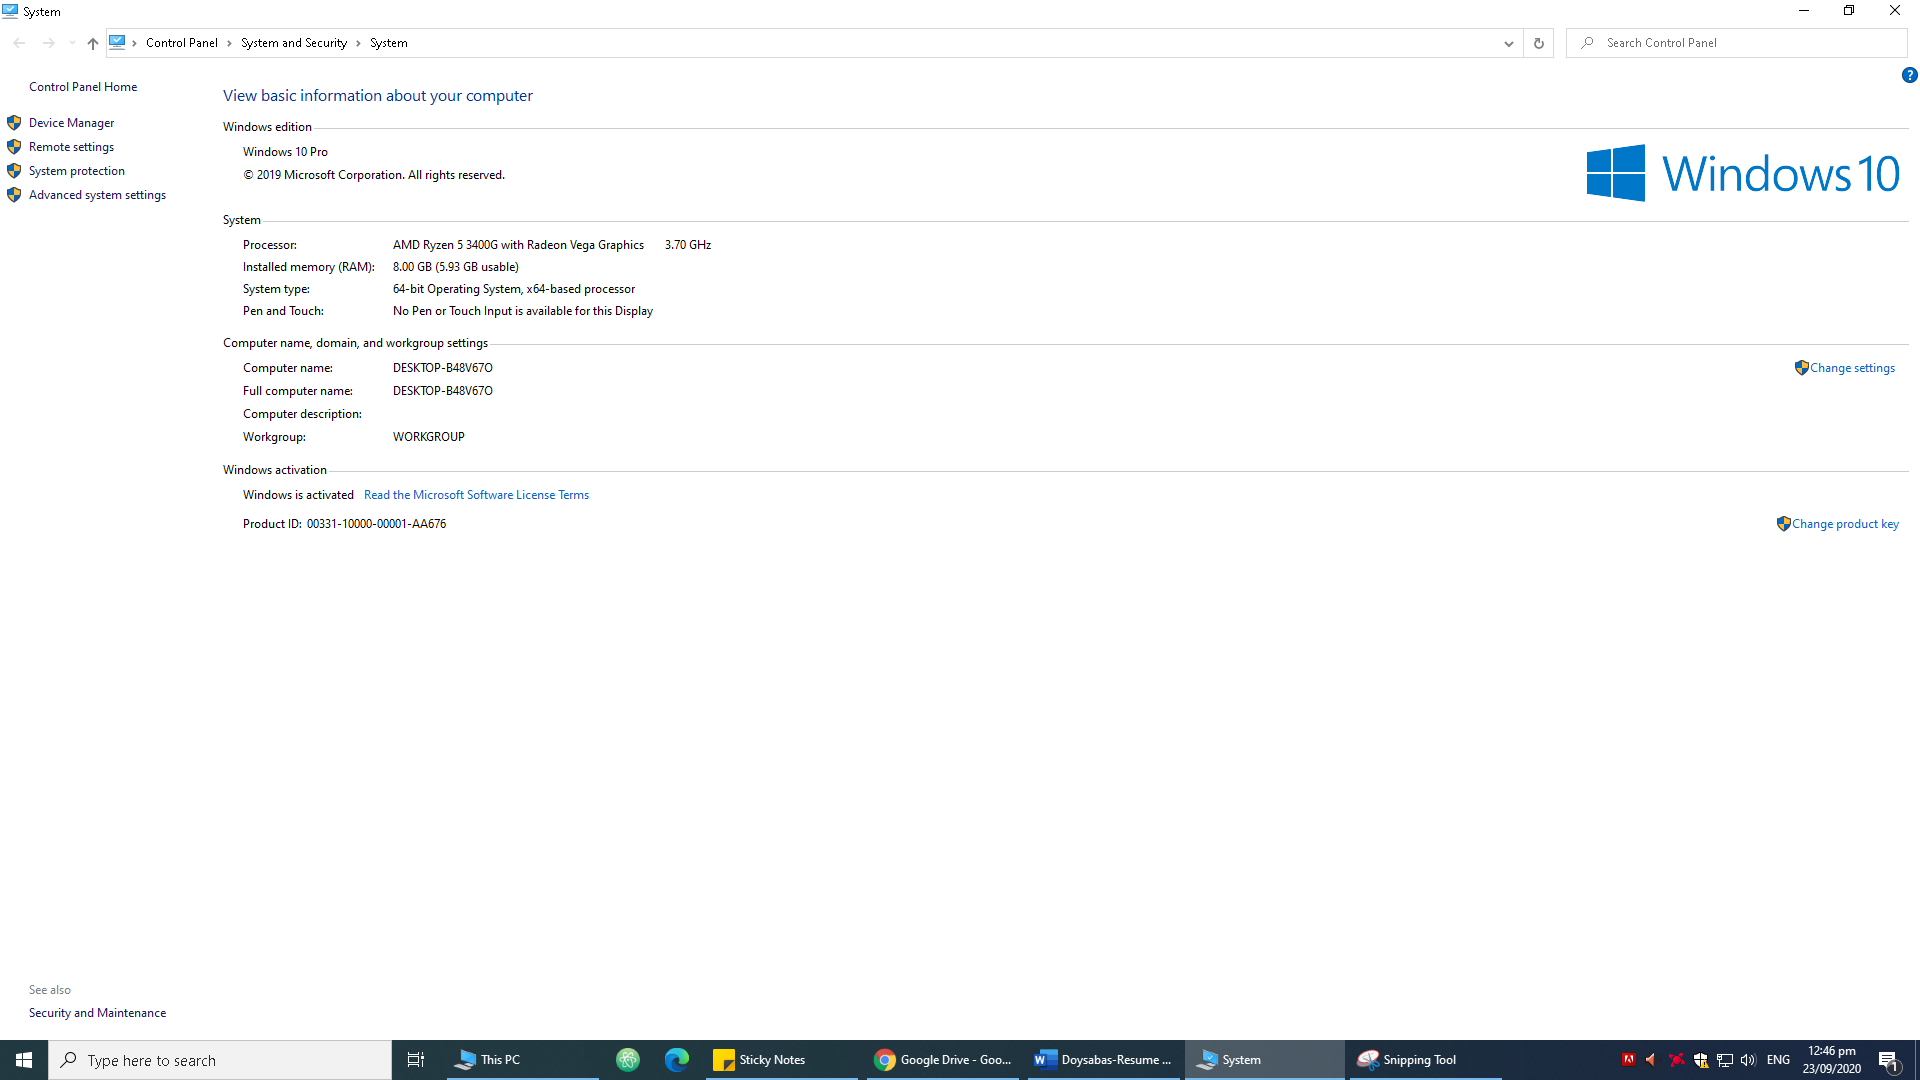 System
Control Panel > System and Security > System
Search Control Panel
Control Panel Home
Device Manager
Remote settings
System protection
Advanced system settings
View basic information about your computer
Windows edition
Windows 10 Pro
© 2019 Microsoft Corporation. All rights reserved.
Windows 10
System
Processor: AMD Ryzen 5 3400G with Radeon Vega Graphics 3.70 GHz
Installed memory (RAM): 8.00 GB (5.93 GB usable)
System type: 64-bit Operating System, x64-based processor
Pen and Touch: No Pen or Touch Input is available for this Display
Computer name, domain, and workgroup settings
Computer name: DESKTOP-B48V67O
Change settings
Full computer name: DESKTOP-B48V67O
Computer description:
Workgroup: WORKGROUP
Windows activation
Windows is activated Read the Microsoft Software License Terms
Product ID: 00331-10000-00001-AA676
Change product key
See also
Security and Maintenance
Type here to search
This PC
Sticky Notes
Google Drive - Goo...
Doysabas-Resume ...
System
Snipping Tool
ENG
12:46 pm
23/09/2020
1